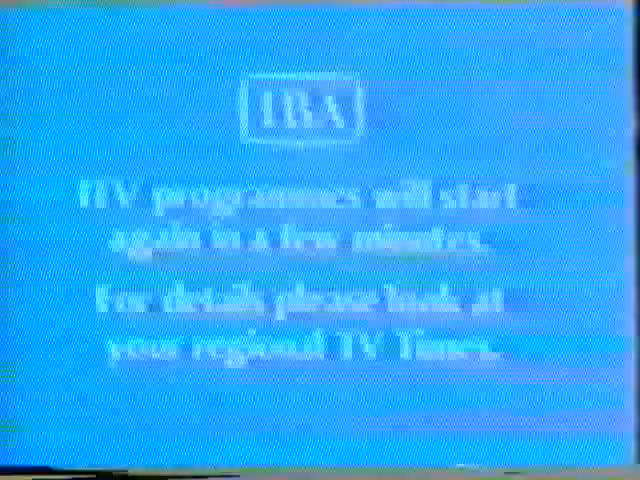 IBA
ITV programmes will start
again in a few minutes.
For details please look at
your regional TV Times.